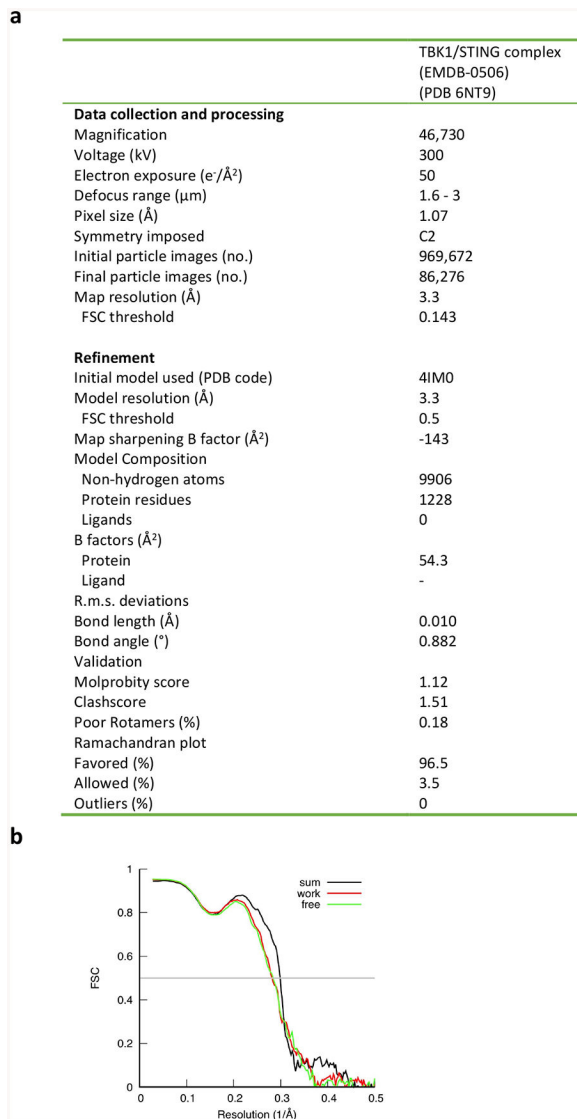 a
TBK1/STING complex
(EMDB-0506)
(PDB 6NT9)
Data collection and processing
Magnification 46,730
Voltage (kV) 300
Electron exposure (e⁻/Å²) 50
Defocus range (μm) 1.6 - 3
Pixel size (Å) 1.07
Symmetry imposed C2
Initial particle images (no.) 969,672
Final particle images (no.) 86,276
Map resolution (Å) 3.3
FSC threshold 0.143
Refinement
Initial model used (PDB code) 4IM0
Model resolution (Å) 3.3
FSC threshold 0.5
Map sharpening B factor (Å²) -143
Model Composition
Non-hydrogen atoms 9906
Protein residues 1228
Ligands 0
B factors (Å²)
Protein 54.3
Ligand -
R.m.s. deviations
Bond length (Å) 0.010
Bond angle (°) 0.882
Validation
Molprobity score 1.12
Clashscore 1.51
Poor Rotamers (%) 0.18
Ramachandran plot
Favored (%) 96.5
Allowed (%) 3.5
Outliers (%) 0
b
1
sum
work
free
0.8
0.6
FSC
0.4
0.2
0
0 0.1 0.2 0.3 0.4 0.5
Resolution (1/Å)